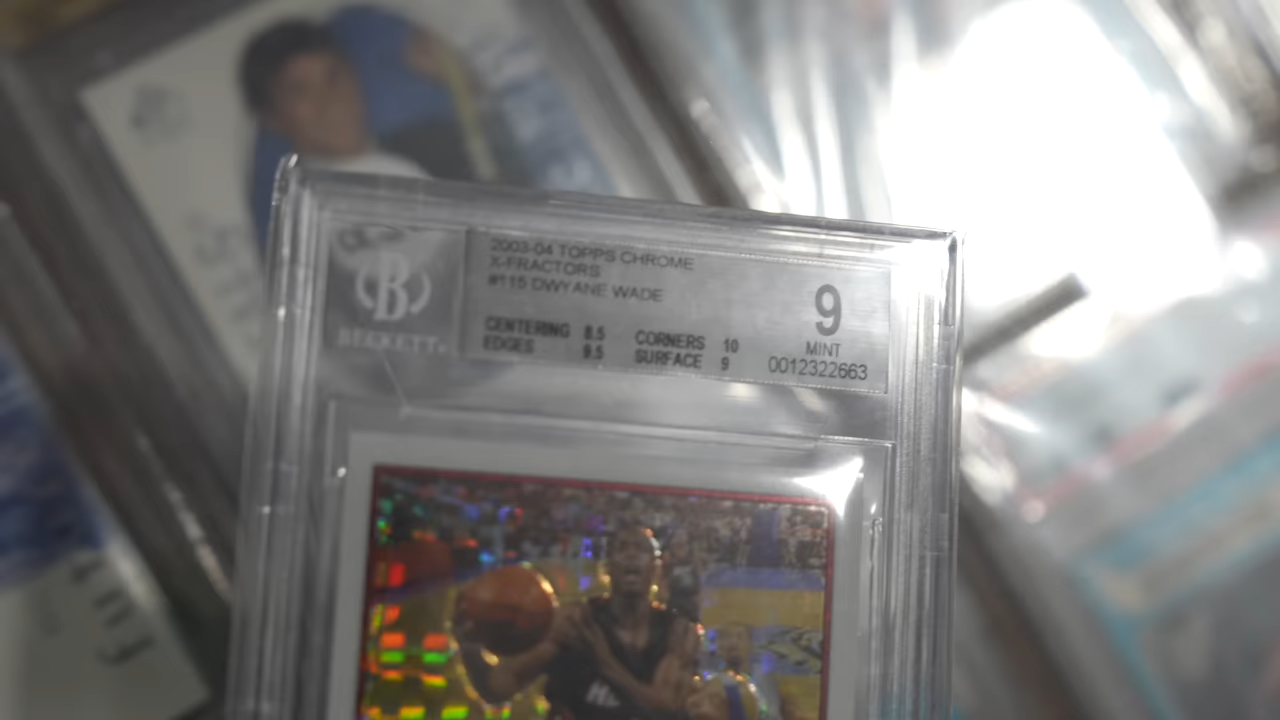 2003-04 TOPPS CHROME
X-FRACTORS
#115 DWYANE WADE
CENTERING 8.5 CORNERS 10
EDGES 9.5 SURFACE 9
9
MINT
0012322663
B
BECKETT